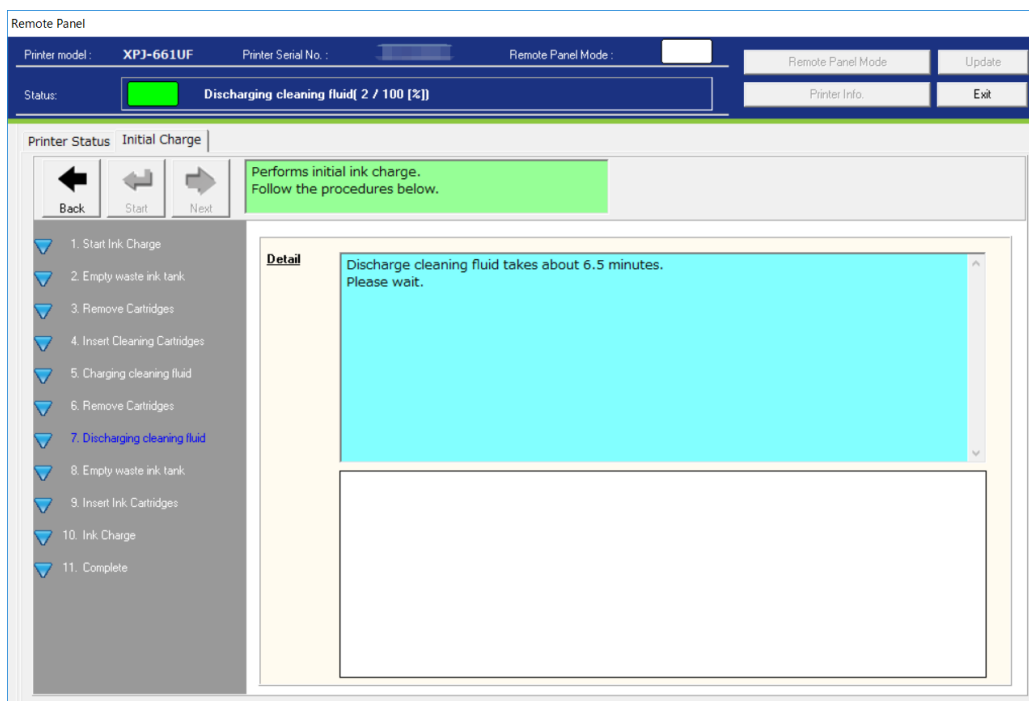 Remote Panel
Printer model : XPJ-661UF Printer Serial No. : Remote Panel Mode :
Remote Panel Mode Update
Status: Discharging cleaning fluid( 2 / 100 [%])
Printer Info. Exit
Printer Status Initial Charge
Back Start Next
Performs initial ink charge.
Follow the procedures below.
1. Start Ink Charge
2. Empty waste ink tank
3. Remove Cartridges
4. Insert Cleaning Cartridges
5. Charging cleaning fluid
6. Remove Cartridges
7. Discharging cleaning fluid
8. Empty waste ink tank
9. Insert Ink Cartridges
10. Ink Charge
11. Complete
Detail
Discharge cleaning fluid takes about 6.5 minutes.
Please wait.